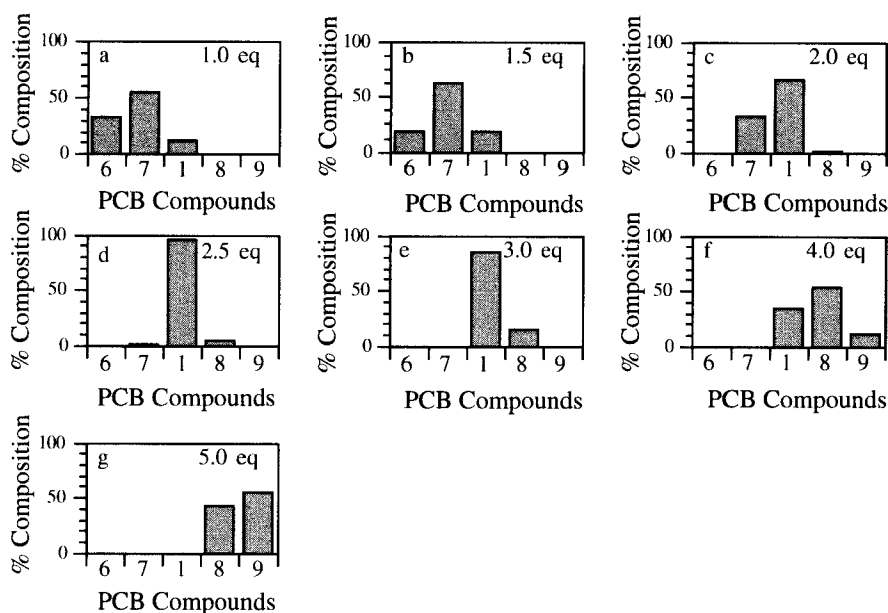 % Composition
100
50
0
a
1.0 eq
6 7 1 8 9
PCB Compounds
% Composition
100
50
0
b
1.5 eq
6 7 1 8 9
PCB Compounds
% Composition
100
50
0
c
2.0 eq
6 7 1 8 9
PCB Compounds
% Composition
100
50
0
d
2.5 eq
6 7 1 8 9
PCB Compounds
% Composition
100
50
0
e
3.0 eq
6 7 1 8 9
PCB Compounds
% Composition
100
50
0
f
4.0 eq
6 7 1 8 9
PCB Compounds
% Composition
100
50
0
g
5.0 eq
6 7 1 8 9
PCB Compounds